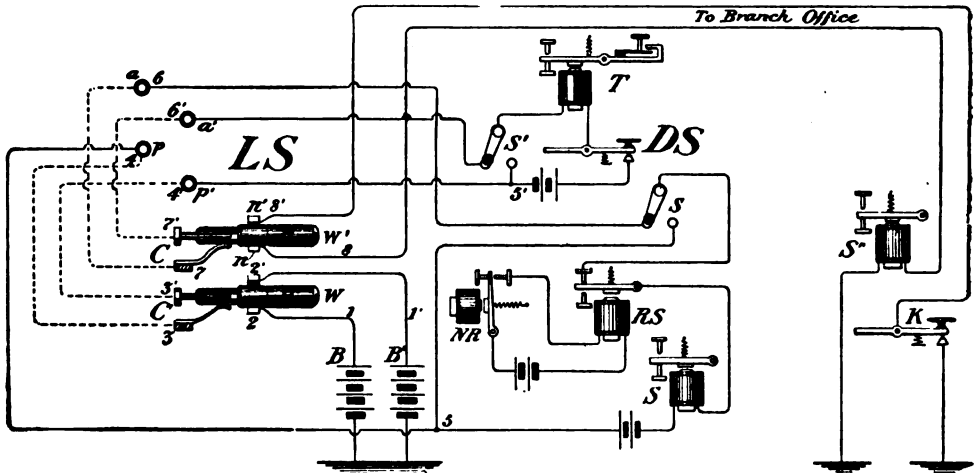 To Branch Office
a 6
T
6' a'
S'
DS
LS
4 P
4' P'
5'
S
n' 8'
7'
W'
C
n
8
S''
7
2'
3'
W
C'
RS
2
1
1'
K
3
NR
B
B'
S
5